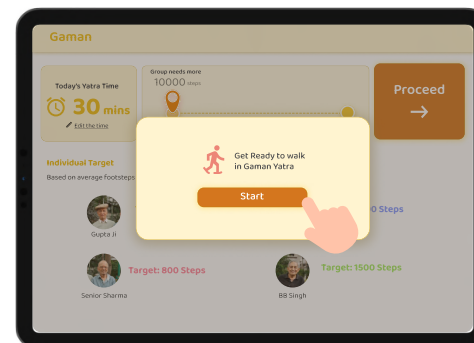 Gaman
Today's Yatra Time
30 mins
Edit the time
Group needs more
10000 steps
Proceed
Get Ready to walk
in Gaman Yatra
Start
Individual Target
Based on average footsteps
Gupta Ji
0 Steps
Senior Sharma
Target: 800 Steps
BB Singh
Target: 1500 Steps